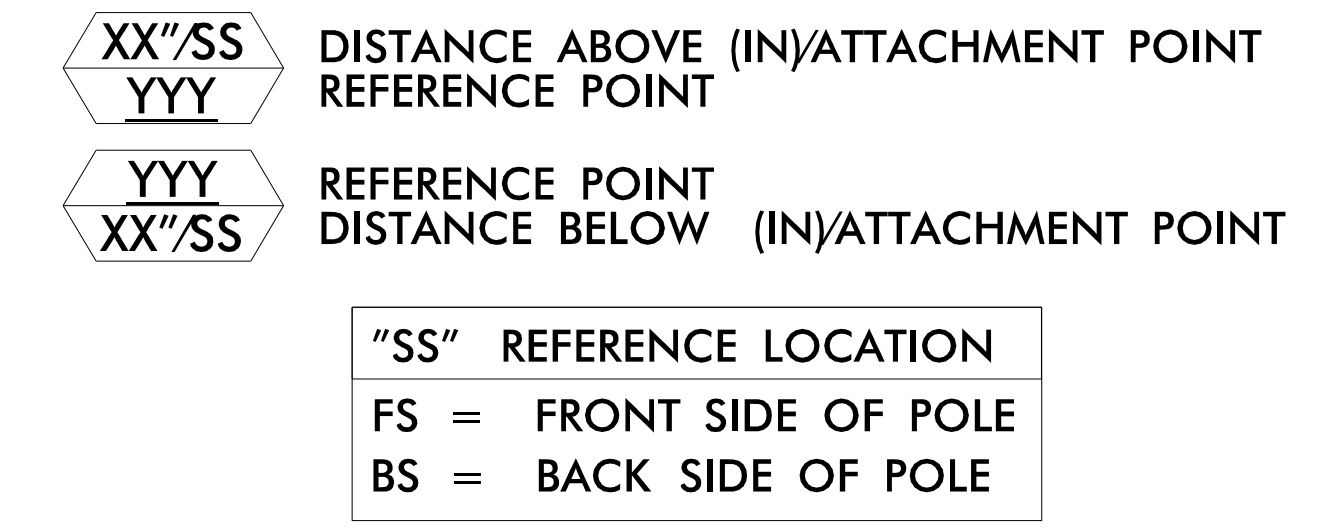 XX"/SS DISTANCE ABOVE (IN)/ATTACHMENT POINT
YYY REFERENCE POINT
YYY REFERENCE POINT
XX"/SS DISTANCE BELOW (IN)/ATTACHMENT POINT
"SS" REFERENCE LOCATION
FS = FRONT SIDE OF POLE
BS = BACK SIDE OF POLE